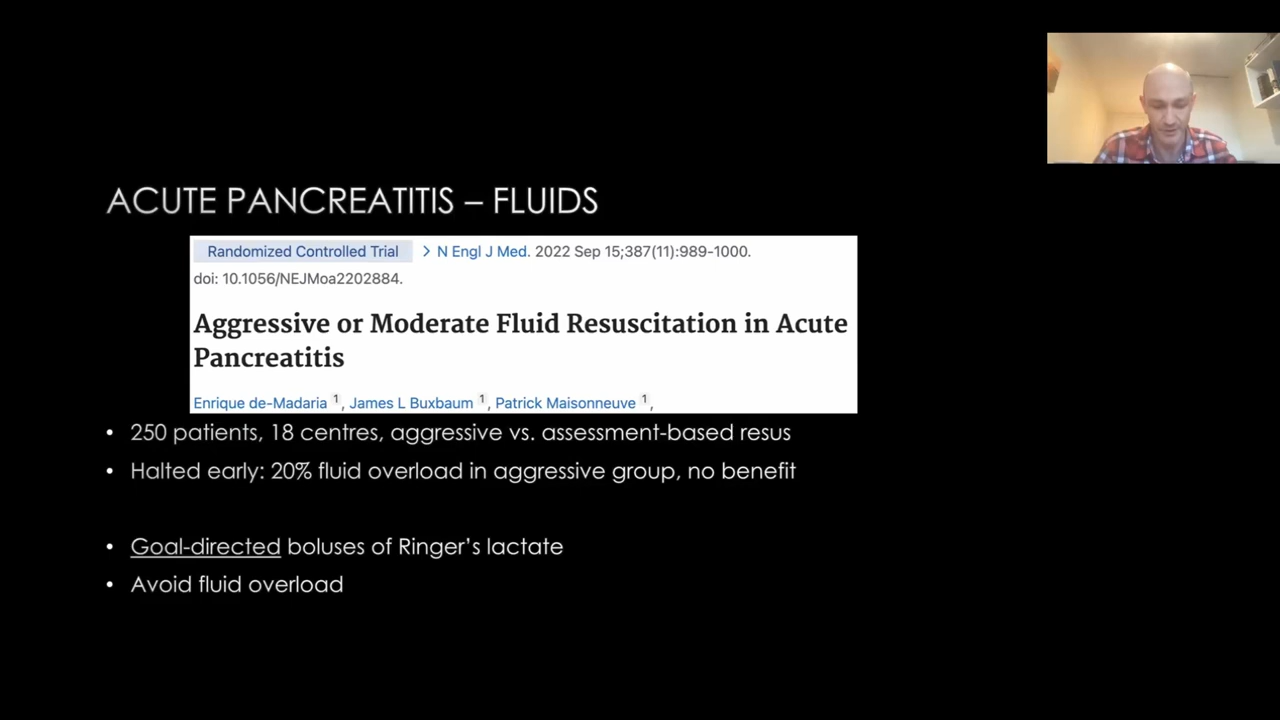 ACUTE PANCREATITIS – FLUIDS
Randomized Controlled Trial > N Engl J Med. 2022 Sep 15;387(11):989-1000.
doi: 10.1056/NEJMoa2202884.
Aggressive or Moderate Fluid Resuscitation in Acute
Pancreatitis
Enrique de-Madaria 1, James L Buxbaum 1, Patrick Maisonneuve 1,
• 250 patients, 18 centres, aggressive vs. assessment-based resus
• Halted early: 20% fluid overload in aggressive group, no benefit
• Goal-directed boluses of Ringer’s lactate
• Avoid fluid overload